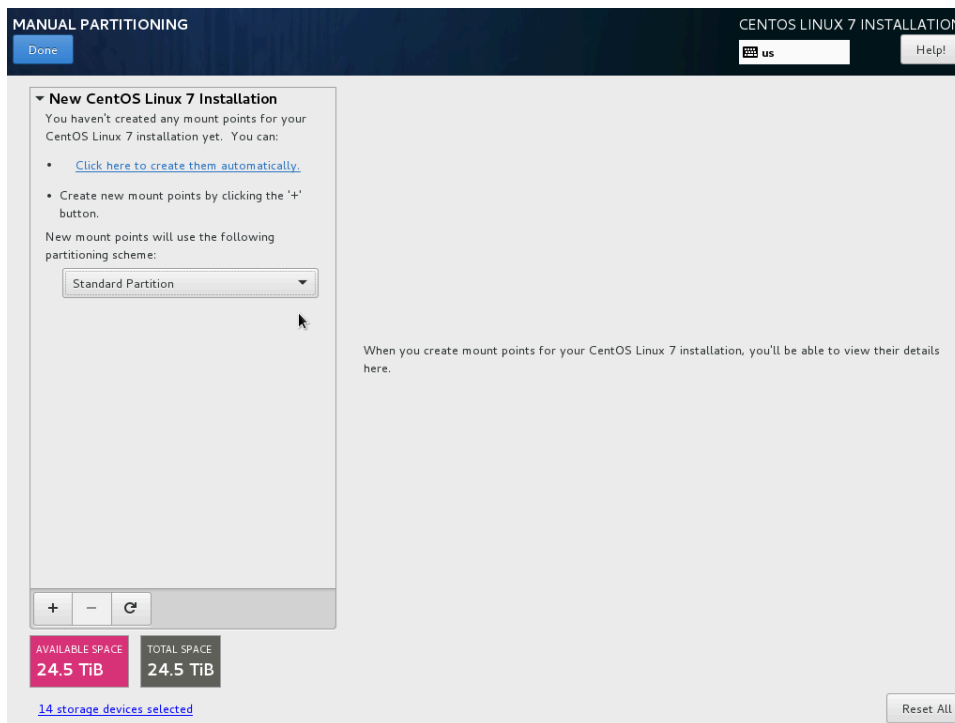 MANUAL PARTITIONING
CENTOS LINUX 7 INSTALLATION
Done
us
Help!
New CentOS Linux 7 Installation
You haven't created any mount points for your
CentOS Linux 7 installation yet. You can:
• Click here to create them automatically.
• Create new mount points by clicking the '+'
button.
New mount points will use the following
partitioning scheme:
Standard Partition
When you create mount points for your CentOS Linux 7 installation, you'll be able to view their details
here.
+ −
AVAILABLE SPACE
24.5 TiB
TOTAL SPACE
24.5 TiB
14 storage devices selected
Reset All